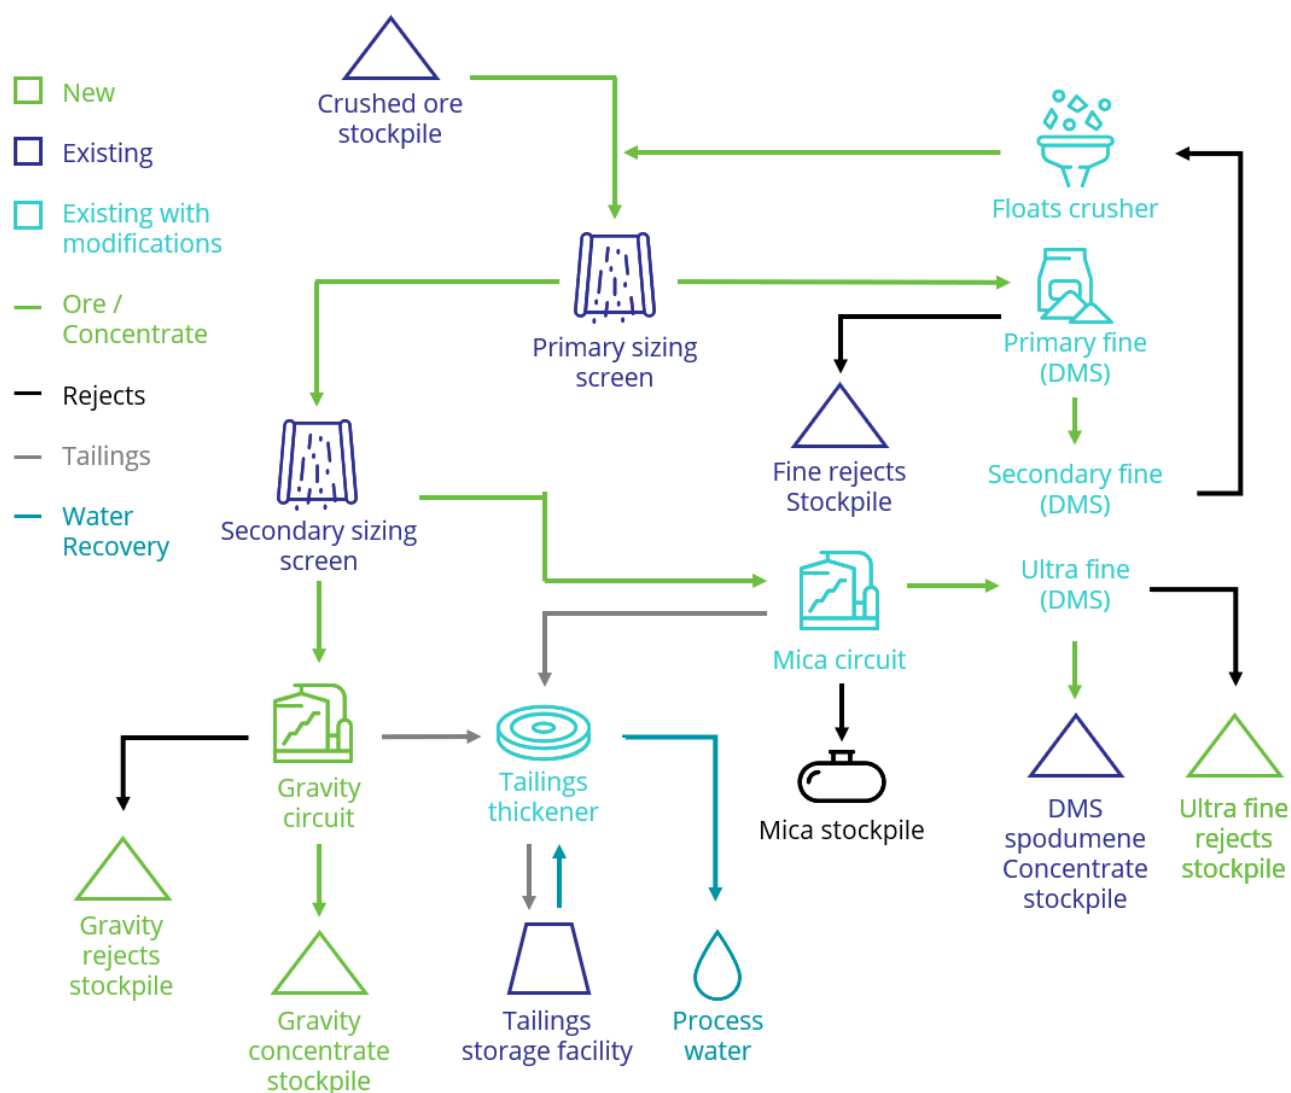 New
Existing
Existing with
modifications
Ore /
Concentrate
Rejects
Tailings
Water
Recovery
Crushed ore
stockpile
Floats crusher
Primary sizing
screen
Primary fine
(DMS)
Fine rejects
Stockpile
Secondary fine
(DMS)
Secondary sizing
screen
Ultra fine
(DMS)
Mica circuit
Gravity
circuit
Tailings
thickener
Mica stockpile
DMS
spodumene
Concentrate
stockpile
Ultra fine
rejects
stockpile
Gravity
rejects
stockpile
Gravity
concentrate
stockpile
Tailings
storage facility
Process
water